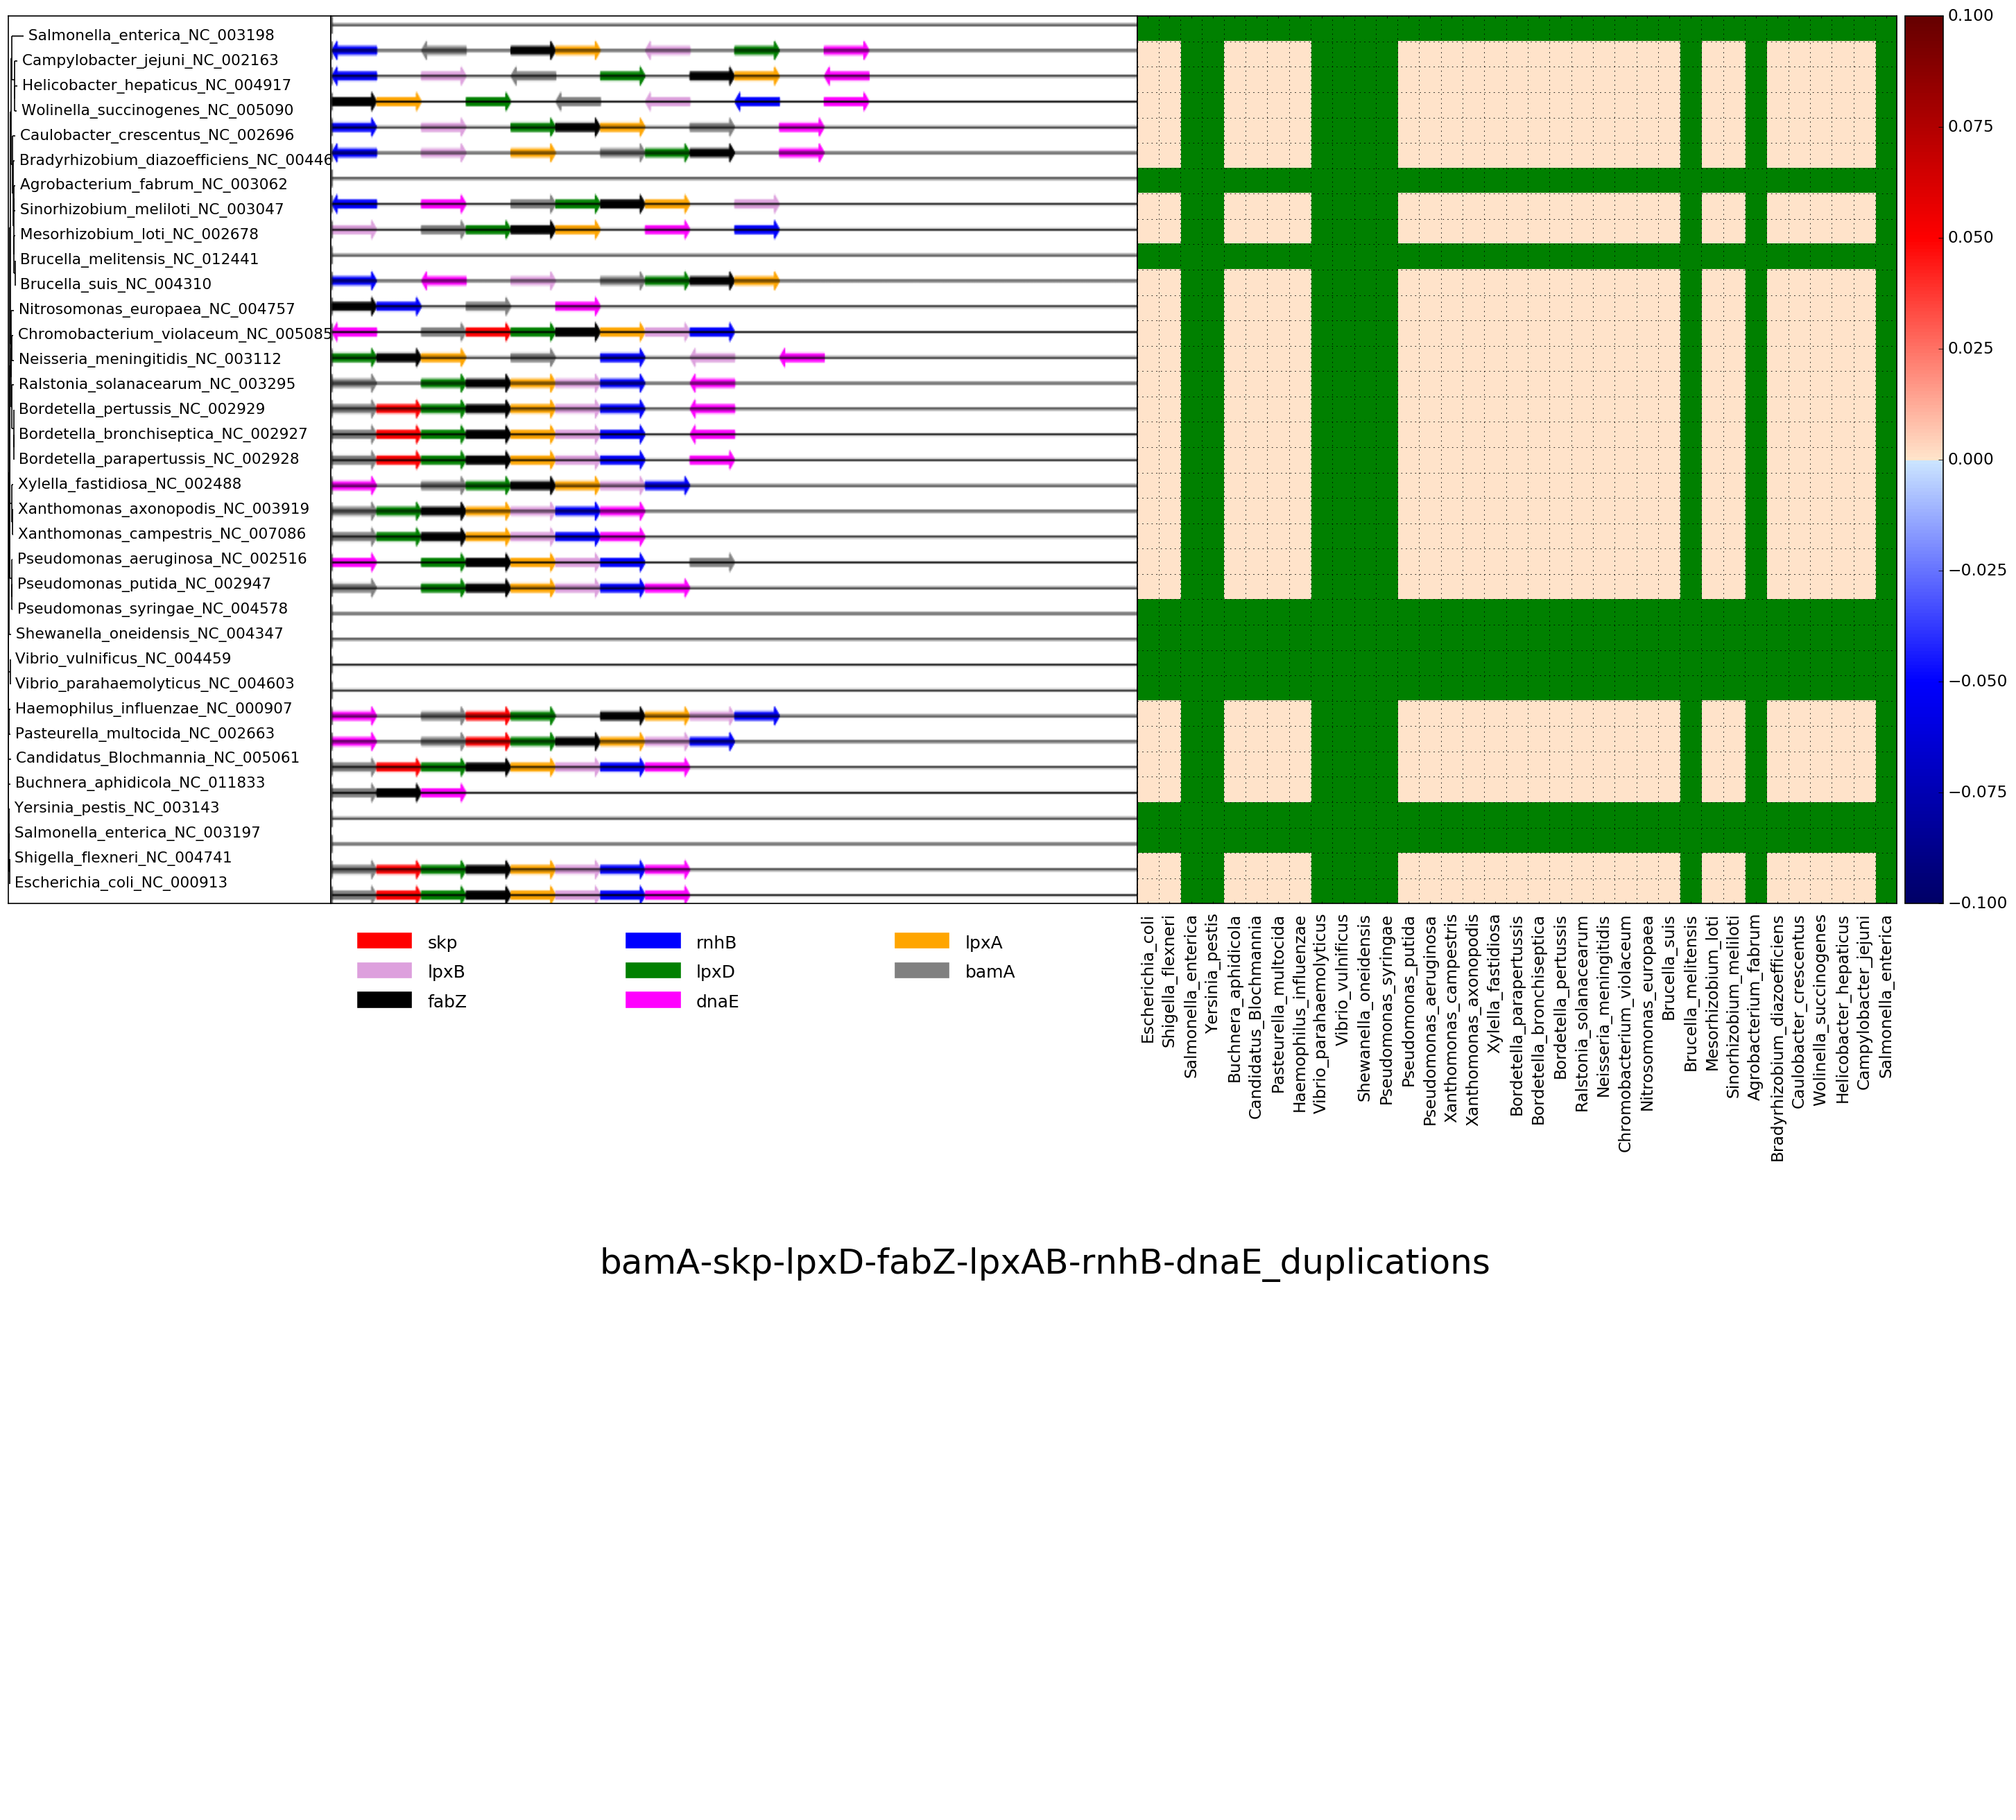 Salmonella_enterica_NC_003198
Campylobacter_jejuni_NC_002163
Helicobacter_hepaticus_NC_004917
Wolinella_succinogenes_NC_005090
Caulobacter_crescentus_NC_002696
Bradyrhizobium_diazoefficiens_NC_00446
Agrobacterium_fabrum_NC_003062
Sinorhizobium_meliloti_NC_003047
Mesorhizobium_loti_NC_002678
Brucella_melitensis_NC_012441
Brucella_suis_NC_004310
Nitrosomonas_europaea_NC_004757
Chromobacterium_violaceum_NC_005085
Neisseria_meningitidis_NC_003112
Ralstonia_solanacearum_NC_003295
Bordetella_pertussis_NC_002929
Bordetella_bronchiseptica_NC_002927
Bordetella_parapertussis_NC_002928
Xylella_fastidiosa_NC_002488
Xanthomonas_axonopodis_NC_003919
Xanthomonas_campestris_NC_007086
Pseudomonas_aeruginosa_NC_002516
Pseudomonas_putida_NC_002947
Pseudomonas_syringae_NC_004578
Shewanella_oneidensis_NC_004347
Vibrio_vulnificus_NC_004459
Vibrio_parahaemolyticus_NC_004603
Haemophilus_influenzae_NC_000907
Pasteurella_multocida_NC_002663
Candidatus_Blochmannia_NC_005061
Buchnera_aphidicola_NC_011833
Yersinia_pestis_NC_003143
Salmonella_enterica_NC_003197
Shigella_flexneri_NC_004741
Escherichia_coli_NC_000913
0.100
0.075
0.050
0.025
0.000
−0.025
−0.050
−0.075
−0.100
Escherichia_coli
Shigella_flexneri
Salmonella_enterica
Yersinia_pestis
Buchnera_aphidicola
Candidatus_Blochmannia
Pasteurella_multocida
Haemophilus_influenzae
Vibrio_parahaemolyticus
Vibrio_vulnificus
Shewanella_oneidensis
Pseudomonas_syringae
Pseudomonas_putida
Pseudomonas_aeruginosa
Xanthomonas_campestris
Xanthomonas_axonopodis
Xylella_fastidiosa
Bordetella_parapertussis
Bordetella_bronchiseptica
Bordetella_pertussis
Ralstonia_solanacearum
Neisseria_meningitidis
Chromobacterium_violaceum
Nitrosomonas_europaea
Brucella_suis
Brucella_melitensis
Mesorhizobium_loti
Sinorhizobium_meliloti
Agrobacterium_fabrum
Bradyrhizobium_diazoefficiens
Caulobacter_crescentus
Wolinella_succinogenes
Helicobacter_hepaticus
Campylobacter_jejuni
Salmonella_enterica
skp rnhB lpxA
lpxB lpxD bamA
fabZ dnaE
bamA-skp-lpxD-fabZ-lpxAB-rnhB-dnaE_duplications